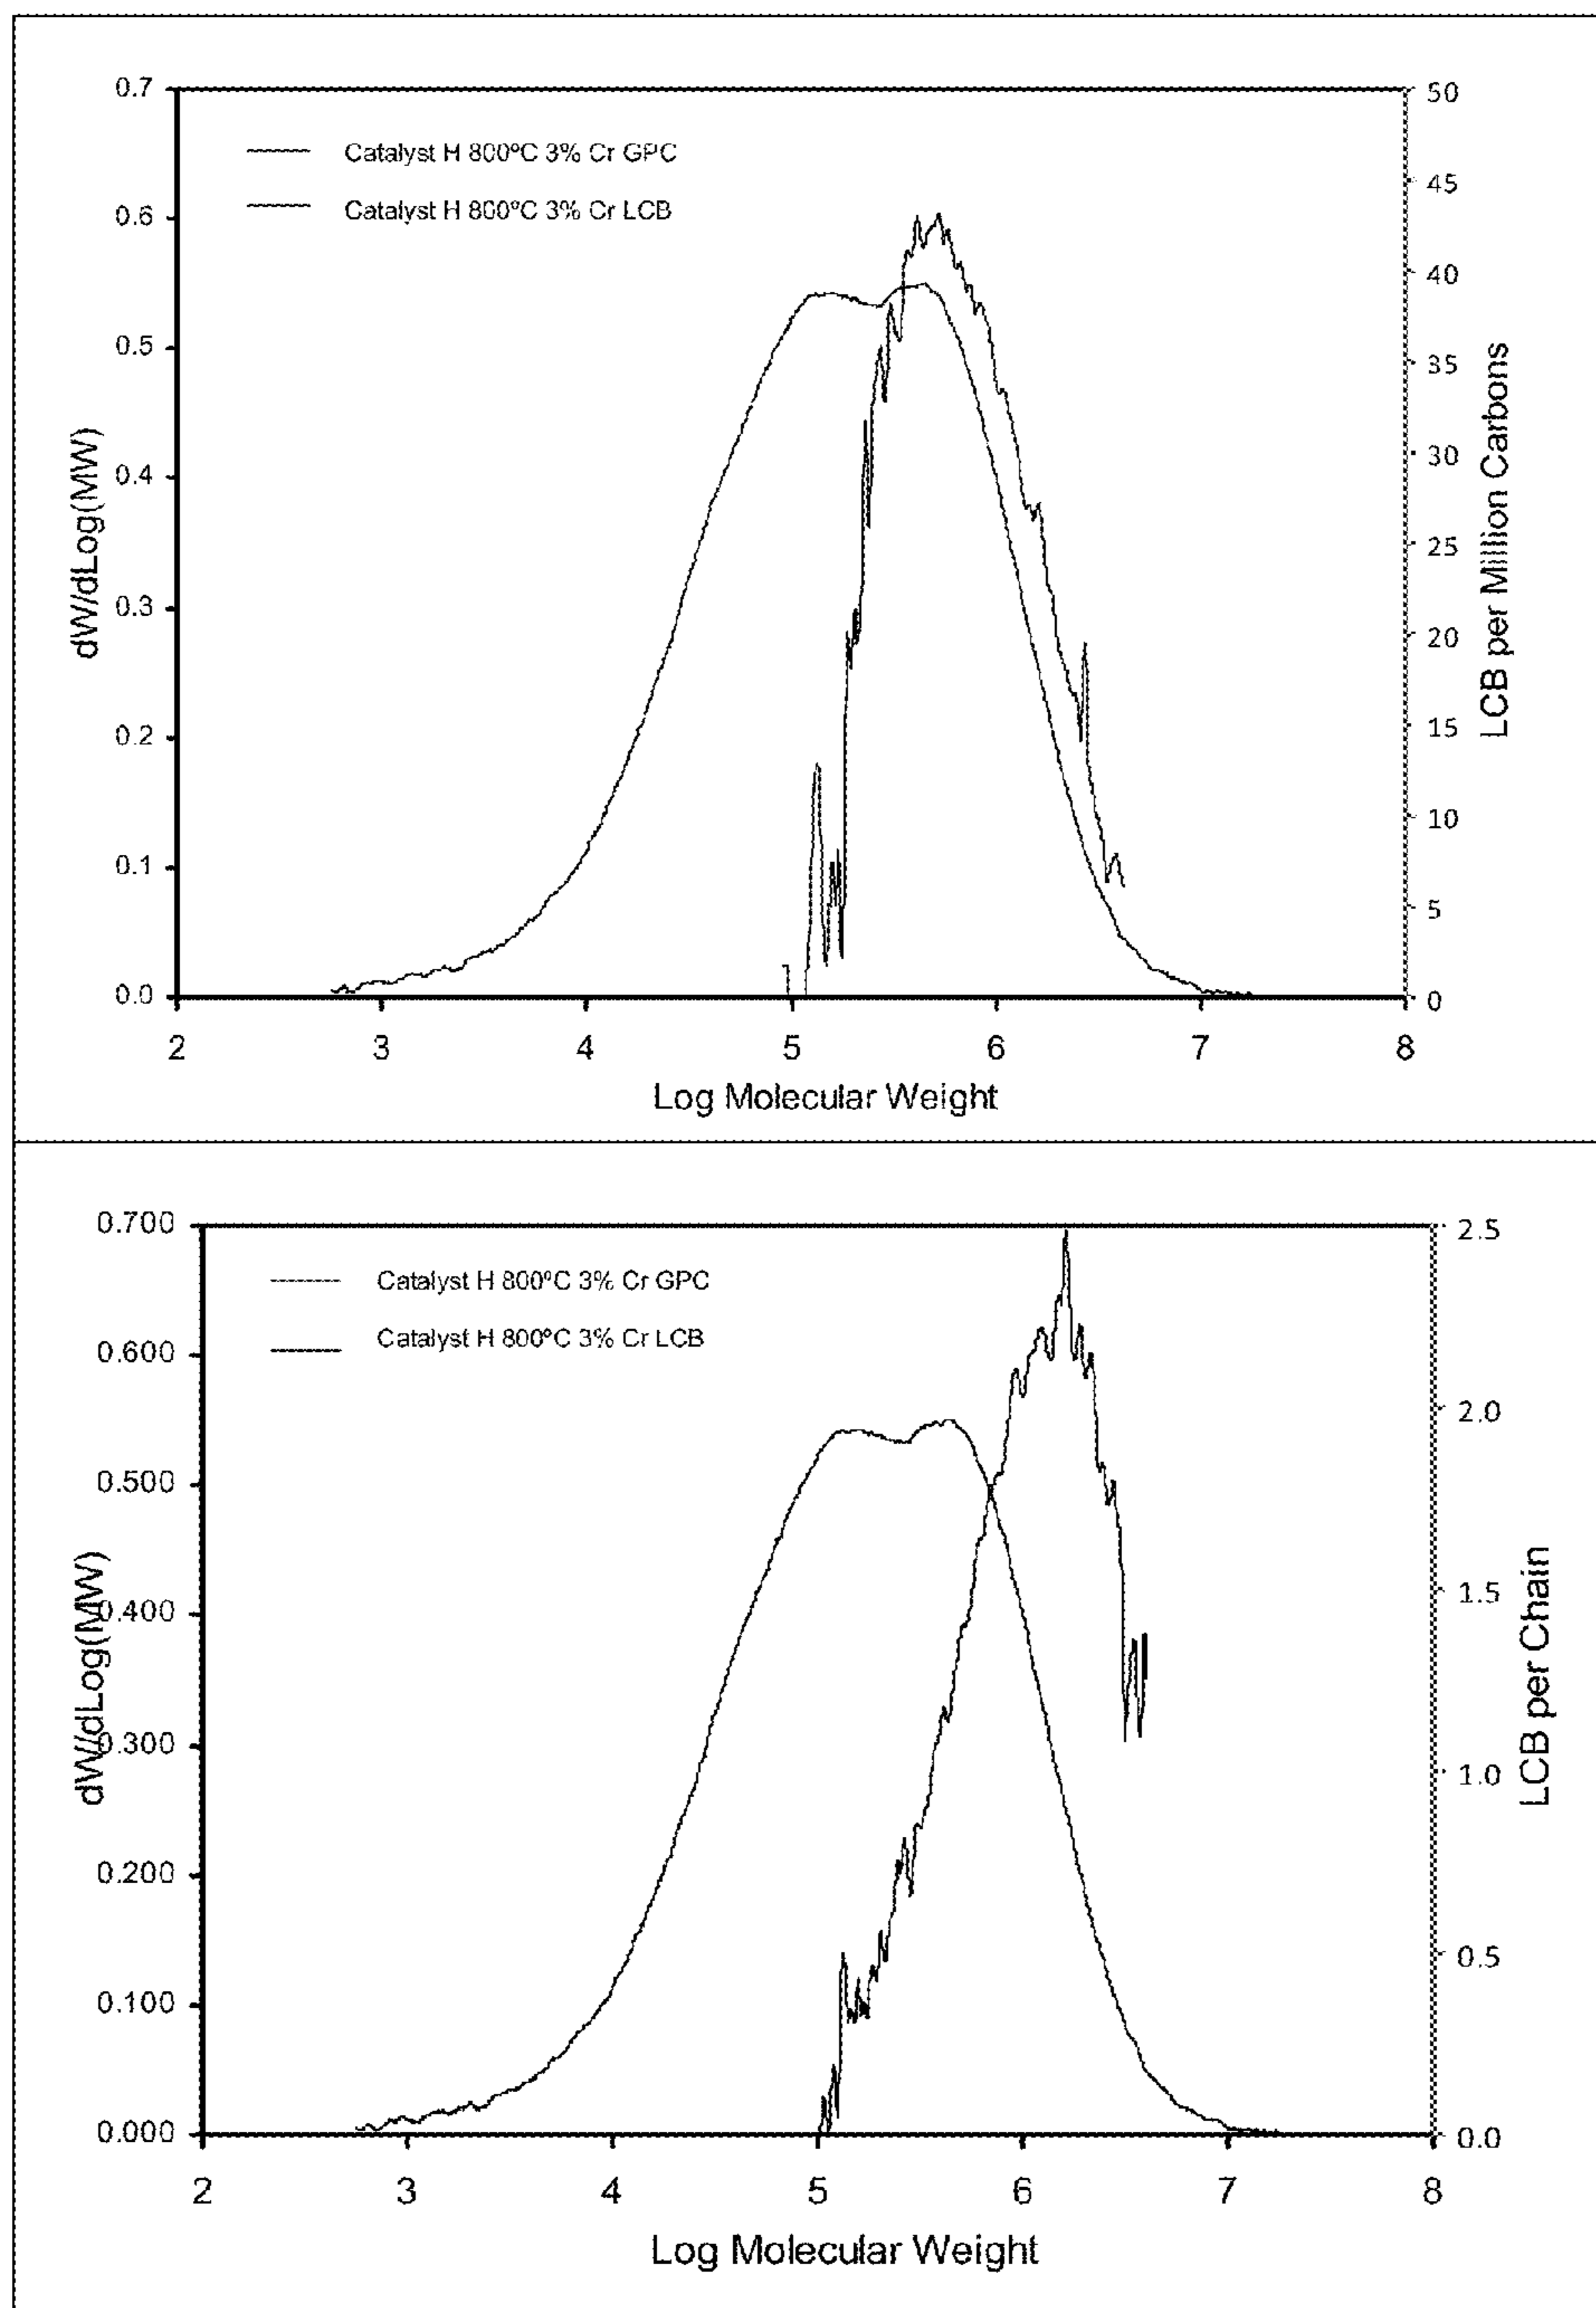 0.7
0.6
0.5
0.4
0.3
0.2
0.1
0.0
dW/dLog(MW)
Catalyst H 800ºC 3% Cr GPC
Catalyst H 800ºC 3% Cr LCB
50
45
40
35
30
25
20
15
10
5
0
LCB per Million Carbons
2 3 4 5 6 7 8
Log Molecular Weight
0.700
0.600
0.500
0.400
0.300
0.200
0.100
0.000
dW/dLog(MW)
Catalyst H 800ºC 3% Cr GPC
Catalyst H 800ºC 3% Cr LCB
2.5
2.0
1.5
1.0
0.5
0.0
LCB per Chain
2 3 4 5 6 7 8
Log Molecular Weight